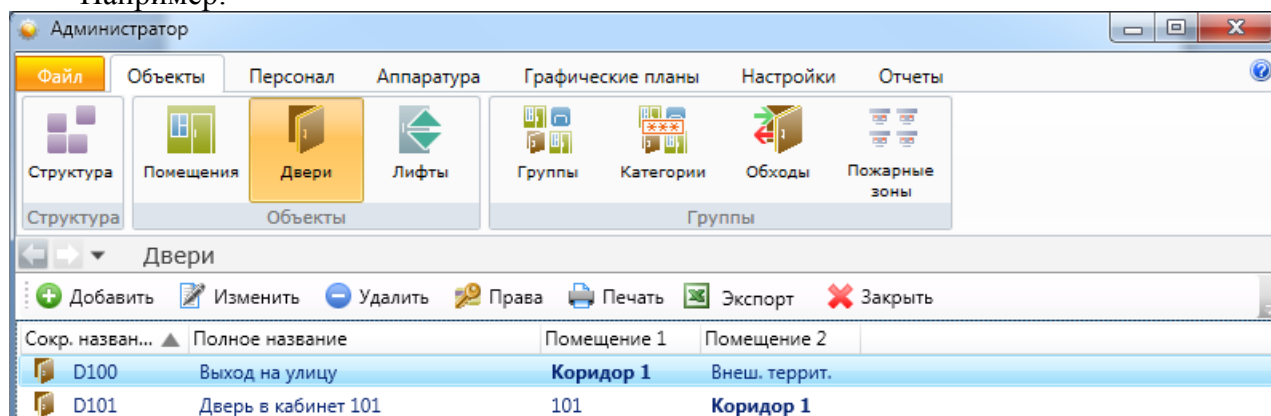 Например:
Администратор
Файл Объекты Персонал Аппаратура Графические планы Настройки Отчеты
Структура Помещения Двери Лифты Группы Категории Обходы Пожарные
зоны
Структура Объекты Группы
Двери
Добавить Изменить Удалить Права Печать Экспорт Закрыть
Сокр. назван... Полное название Помещение 1 Помещение 2
D100 Выход на улицу Коридор 1 Внеш. террит.
D101 Дверь в кабинет 101 101 Коридор 1